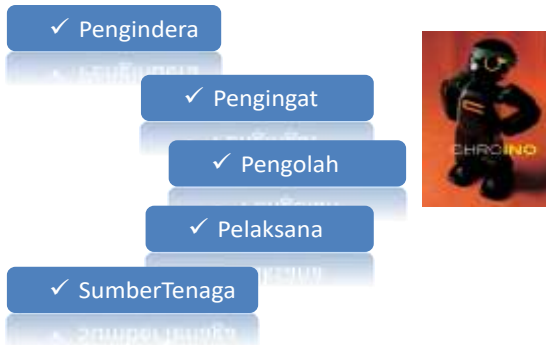 ✓ Pengindera
✓ Pengingat
CHROINO
✓ Pengolah
✓ Pelaksana
✓ SumberTenaga